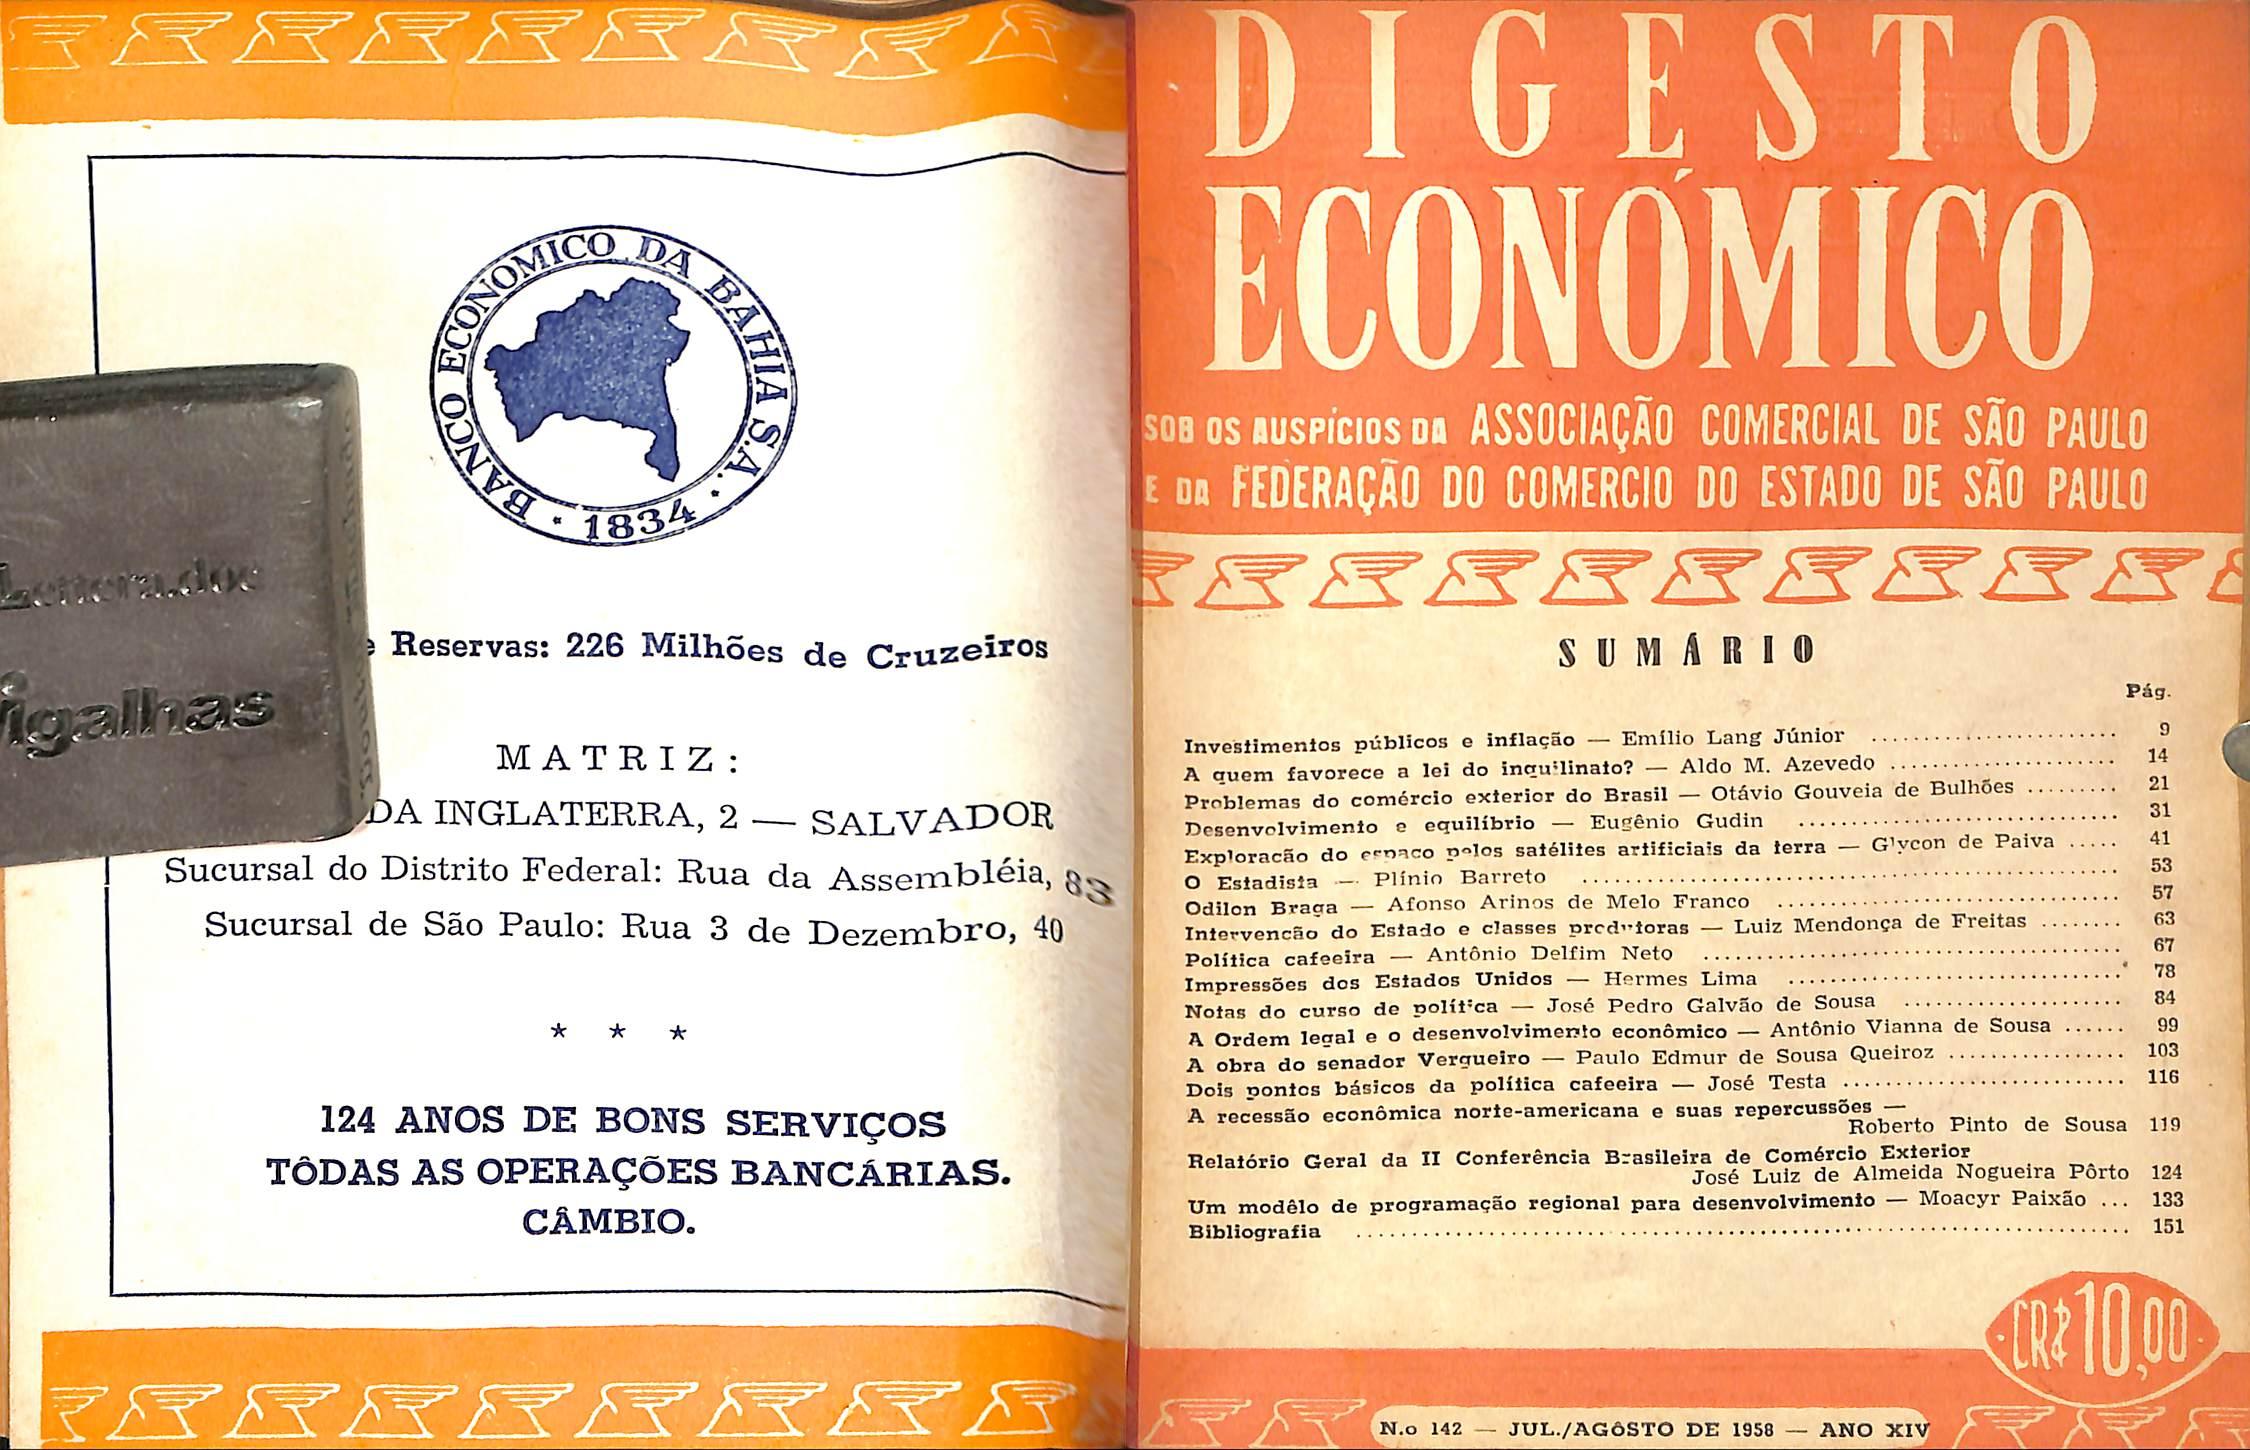 BANCO ECONOMICO DA BAHIA S.A.
1834
Reservas: 226 Milhões de Cruzeiros
MATRIZ:
DA INGLATERRA, 2 — SALVADOR
Sucursal do Distrito Federal: Rua da Assembléia, 83
Sucursal de São Paulo: Rua 3 de Dezembro, 40
* * *
124 ANOS DE BONS SERVIÇOS
TÔDAS AS OPERAÇÕES BANCÁRIAS.
CÂMBIO.
DIGESTO
ECONÓMICO
SOB OS AUSPÍCIOS DA ASSOCIAÇÃO COMERCIAL DE SÃO PAULO
E DA FEDERAÇÃO DO COMERCIO DO ESTADO DE SÃO PAULO
SUMÁRIO
Pág.
Investimentos públicos e inflação — Emílio Lang Júnior ........................ 9
A quem favorece a lei do inquilinato? — Aldo M. Azevedo ...................... 14
Problemas do comércio exterior do Brasil — Otávio Gouveia de Bulhões ......... 21
Desenvolvimento e equilíbrio — Eugênio Gudin ............................... 31
Exploração do espaço pelos satélites artificiais da terra — Glycon de Paiva ..... 41
O Estadista — Plínio Barreto .................................................... 53
Odilon Braga — Afonso Arinos de Melo Franco ................................. 57
Intervenção do Estado e classes produtoras — Luiz Mendonça de Freitas ........ 63
Política cafeeira — Antônio Delfim Neto ........................................ 67
Impressões dos Estados Unidos — Hermes Lima ................................ 78
Notas do curso de política — José Pedro Galvão de Sousa ..................... 84
A Ordem legal e o desenvolvimento econômico — Antônio Vianna de Sousa ...... 99
A obra do senador Vergueiro — Paulo Edmur de Sousa Queiroz ................. 103
Dois pontos básicos da política cafeeira — José Testa ........................... 116
A recessão econômica norte-americana e suas repercussões —
Roberto Pinto de Sousa 119
Relatório Geral da II Conferência Brasileira de Comércio Exterior
José Luiz de Almeida Nogueira Pôrto 124
Um modêlo de programação regional para desenvolvimento — Moacyr Paixão ... 133
Bibliografia ........................................................................ 151
CR$ 10,00
N.o 142 — JUL./AGÔSTO DE 1958 — ANO XIV